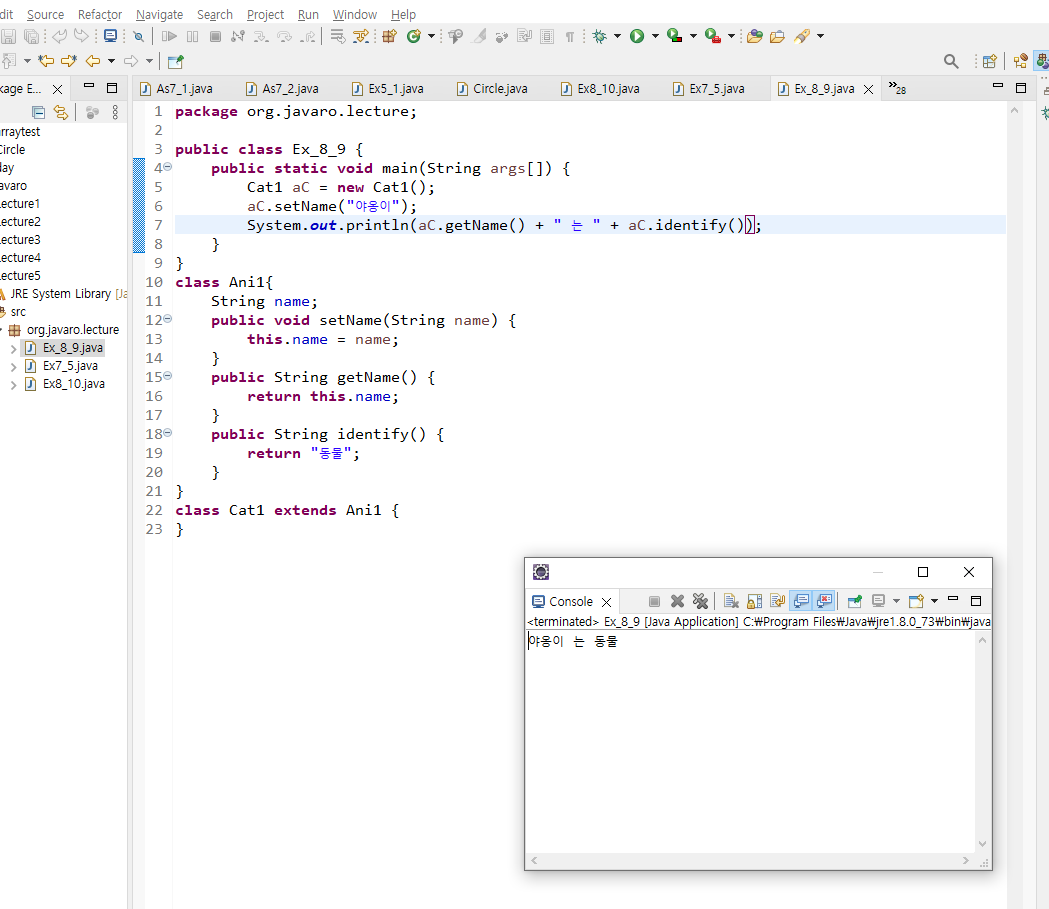 dit Source Refactor Navigate Search Project Run Window Help
kage E...
As7_1.java As7_2.java Ex5_1.java Circle.java Ex8_10.java Ex7_5.java Ex_8_9.java »28
rraytest
Circle
day
avaro
ecture1
ecture2
ecture3
ecture4
ecture5
JRE System Library [Ja
src
org.javaro.lecture
Ex_8_9.java
Ex7_5.java
Ex8_10.java
1 package org.javaro.lecture;
2
3 public class Ex_8_9 {
4 public static void main(String args[]) {
5 Cat1 aC = new Cat1();
6 aC.setName("야옹이");
7 System.out.println(aC.getName() + " 는 " + aC.identify());
8 }
9 }
10 class Ani1{
11 String name;
12 public void setName(String name) {
13 this.name = name;
14 }
15 public String getName() {
16 return this.name;
17 }
18 public String identify() {
19 return "동물";
20 }
21 }
22 class Cat1 extends Ani1 {
23 }
Console
<terminated> Ex_8_9 [Java Application] C:₩Program Files₩Java₩jre1.8.0_73₩bin₩java
야옹이 는 동물